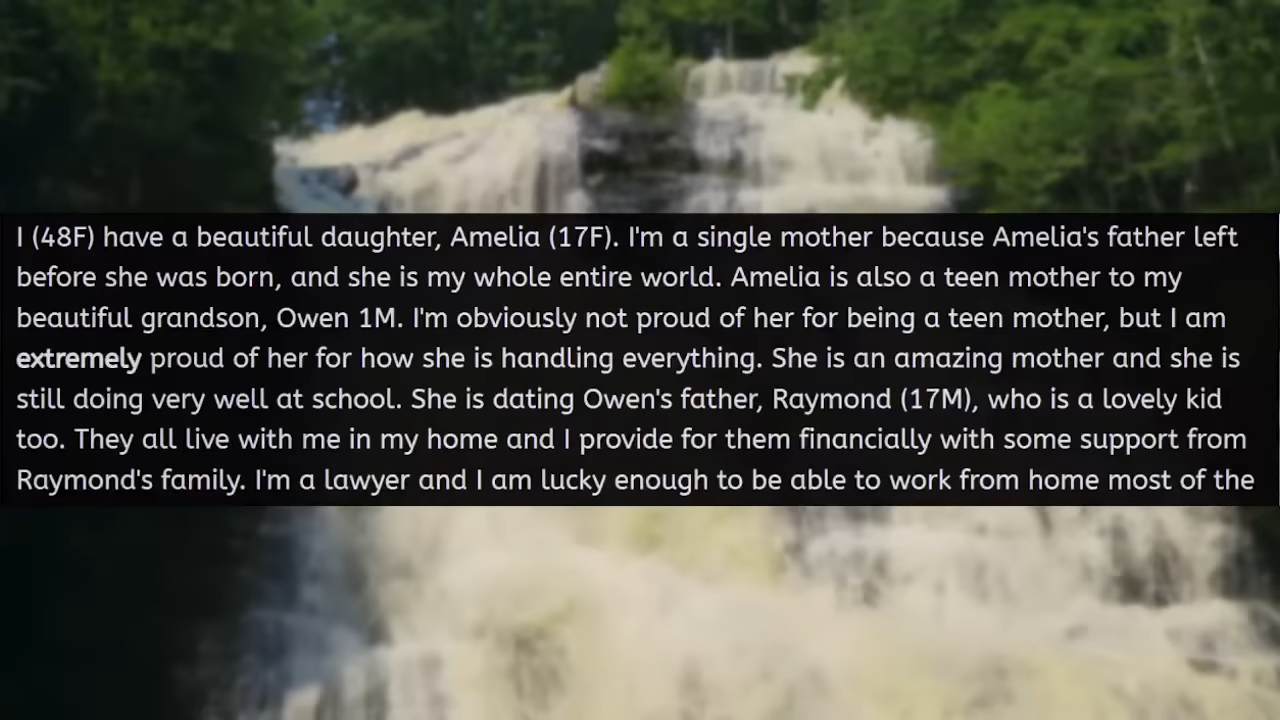 I (48F) have a beautiful daughter, Amelia (17F). I'm a single mother because Amelia's father left
before she was born, and she is my whole entire world. Amelia is also a teen mother to my
beautiful grandson, Owen 1M. I'm obviously not proud of her for being a teen mother, but I am
extremely proud of her for how she is handling everything. She is an amazing mother and she is
still doing very well at school. She is dating Owen's father, Raymond (17M), who is a lovely kid
too. They all live with me in my home and I provide for them financially with some support from
Raymond's family. I'm a lawyer and I am lucky enough to be able to work from home most of the